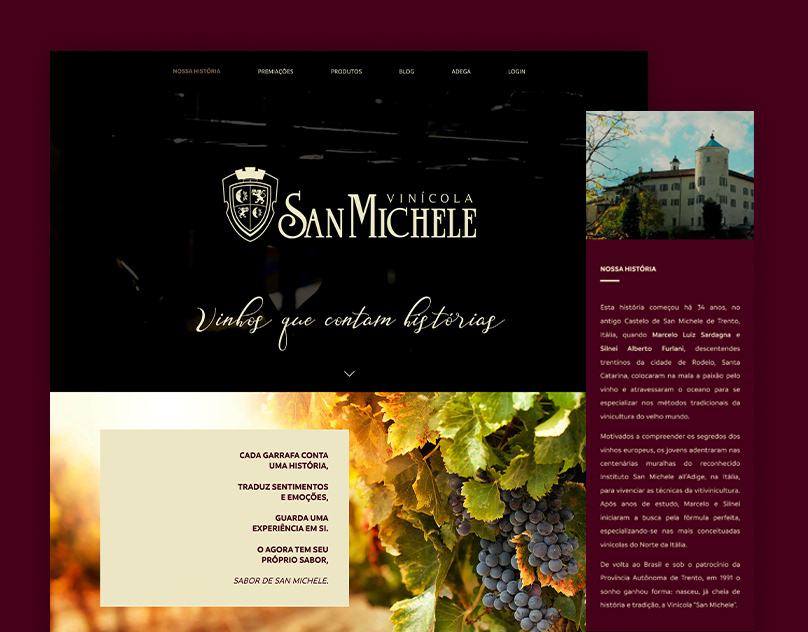 NOSSA HISTÓRIA PREMIAÇÕES PRODUTOS BLOG ADEGA LOGIN
VINÍCOLA
SAN MICHELE
Vinhos que contam histórias
CADA GARRAFA CONTA
UMA HISTÓRIA,
TRADUZ SENTIMENTOS
E EMOÇÕES,
GUARDA UMA
EXPERIÊNCIA EM SI.
O AGORA TEM SEU
PRÓPRIO SABOR,
SABOR DE SAN MICHELE.
NOSSA HISTÓRIA
Esta história começou há 34 anos, no
antigo Castelo de San Michele de Trento,
Itália, quando Marcelo Luiz Sardagna e
Silnei Alberto Furlani, descendentes
trentinos da cidade de Rodeio, Santa
Catarina, colocaram na mala a paixão pelo
vinho e atravessaram o oceano para se
especializar nos métodos tradicionais da
vinicultura do velho mundo.
Motivados a compreender os segredos dos
vinhos europeus, os jovens adentraram nas
centenárias muralhas do reconhecido
Instituto San Michele all'Adige, na Itália,
para vivenciar as técnicas da vitivinicultura.
Após anos de estudo, Marcelo e Silnei
iniciaram a busca pela fórmula perfeita,
especializando-se nas mais conceituadas
vinícolas do Norte da Itália.
De volta ao Brasil e sob o patrocínio da
Província Autônoma de Trento, em 1991 o
sonho ganhou forma: nasceu, já cheia de
história e tradição, a Vinícola "San Michele".